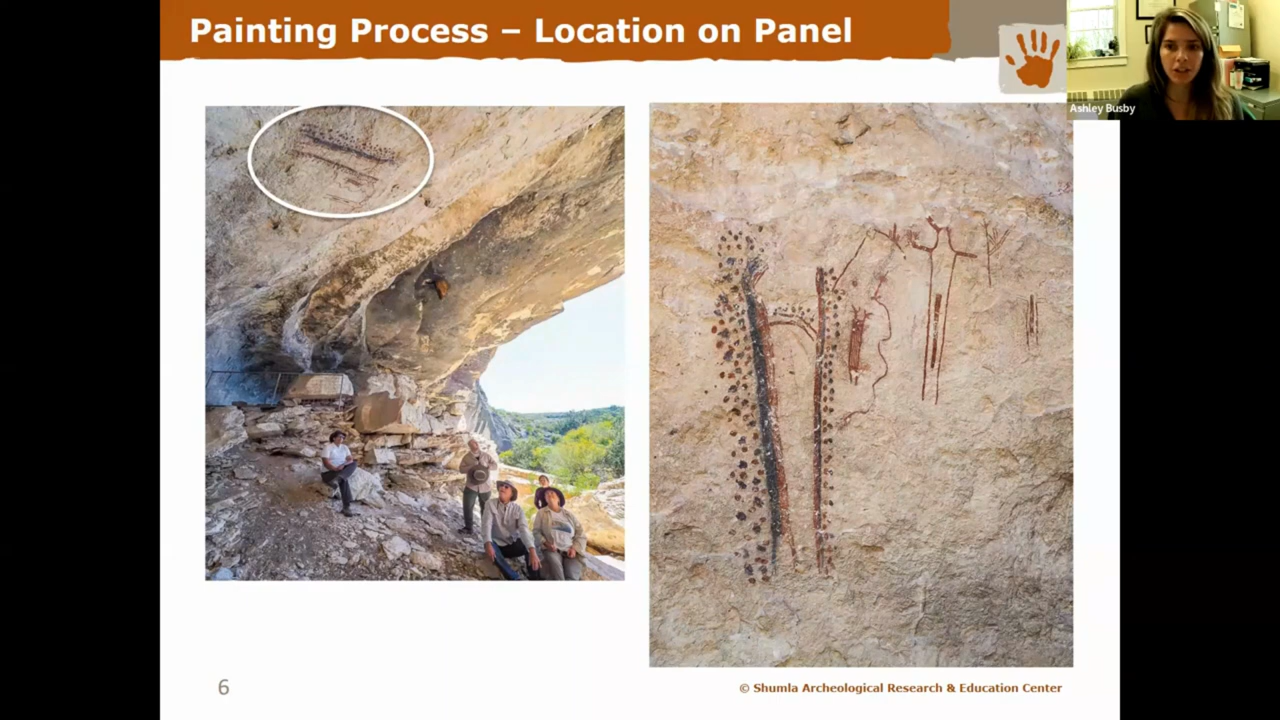 Painting Process – Location on Panel
Ashley Busby
6
© Shumla Archeological Research & Education Center